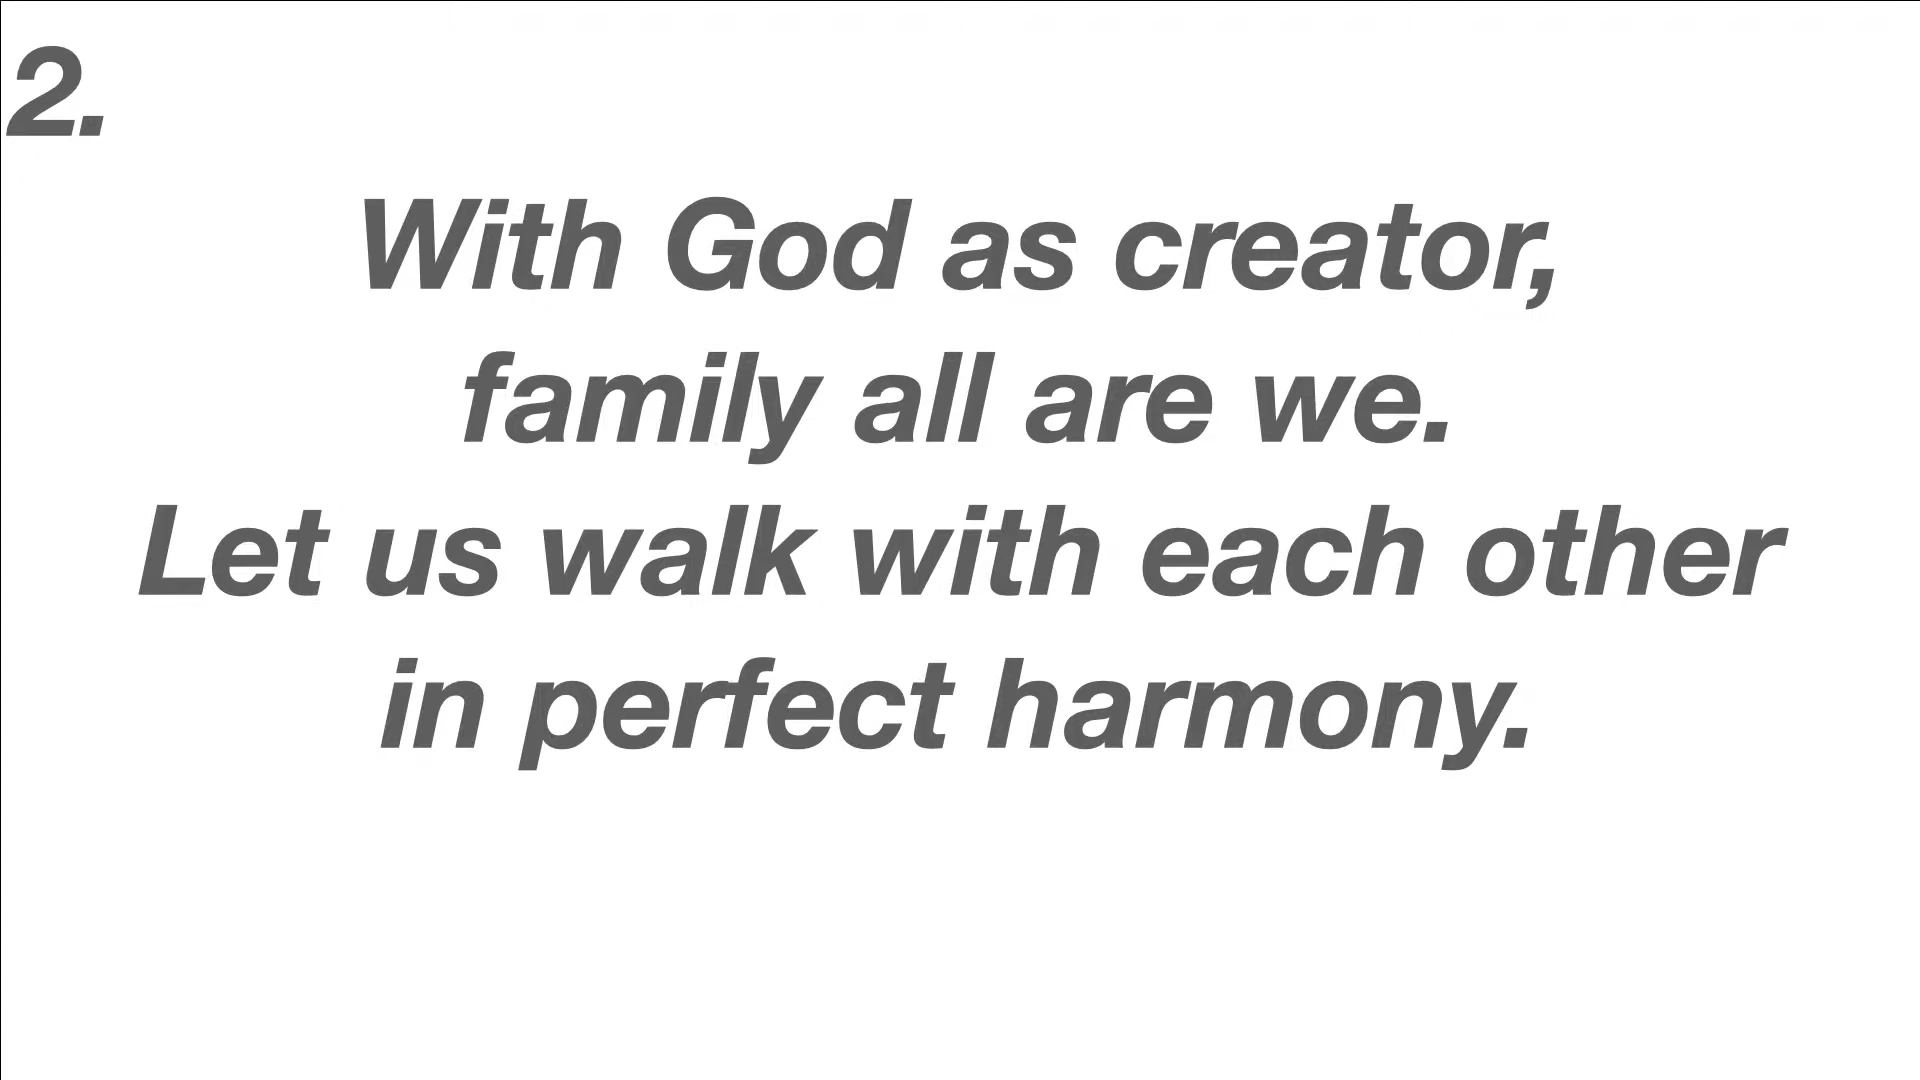 2.
With God as creator,
family all are we.
Let us walk with each other
in perfect harmony.